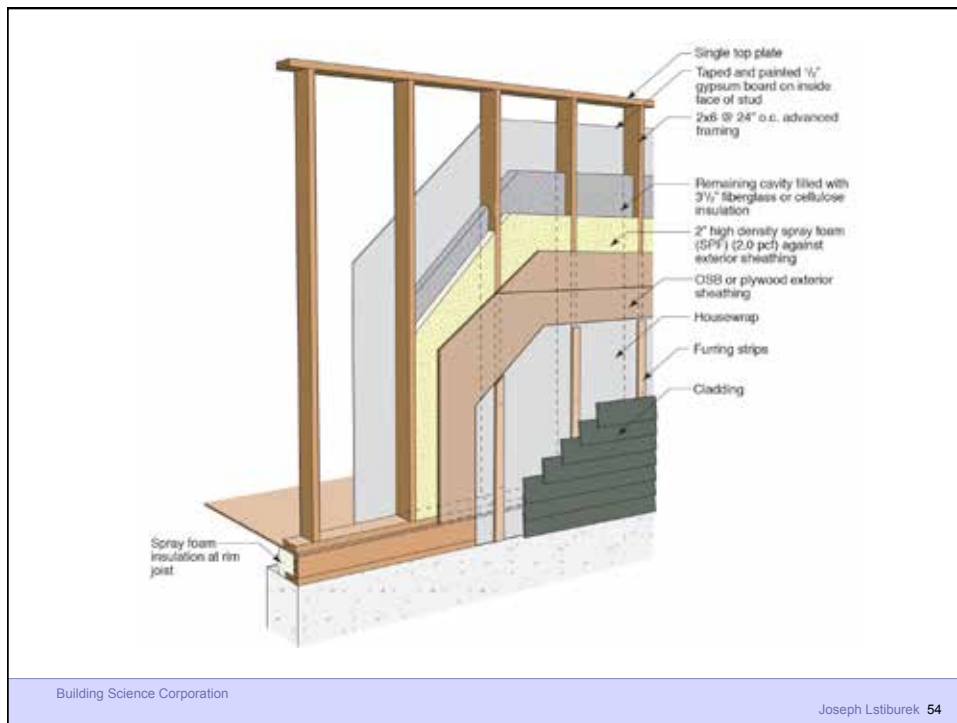 Single top plate
Taped and painted ½"
gypsum board on inside
face of stud
2x6 @ 24" o.c. advanced
framing
Remaining cavity filled with
3½" fiberglass or cellulose
insulation
2" high density spray foam
(SPF) (2.0 pcf) against
exterior sheathing
OSB or plywood exterior
sheathing
Housewrap
Furring strips
Cladding
Spray foam
insulation at rim
joist
Building Science Corporation
Joseph Lstiburek 54